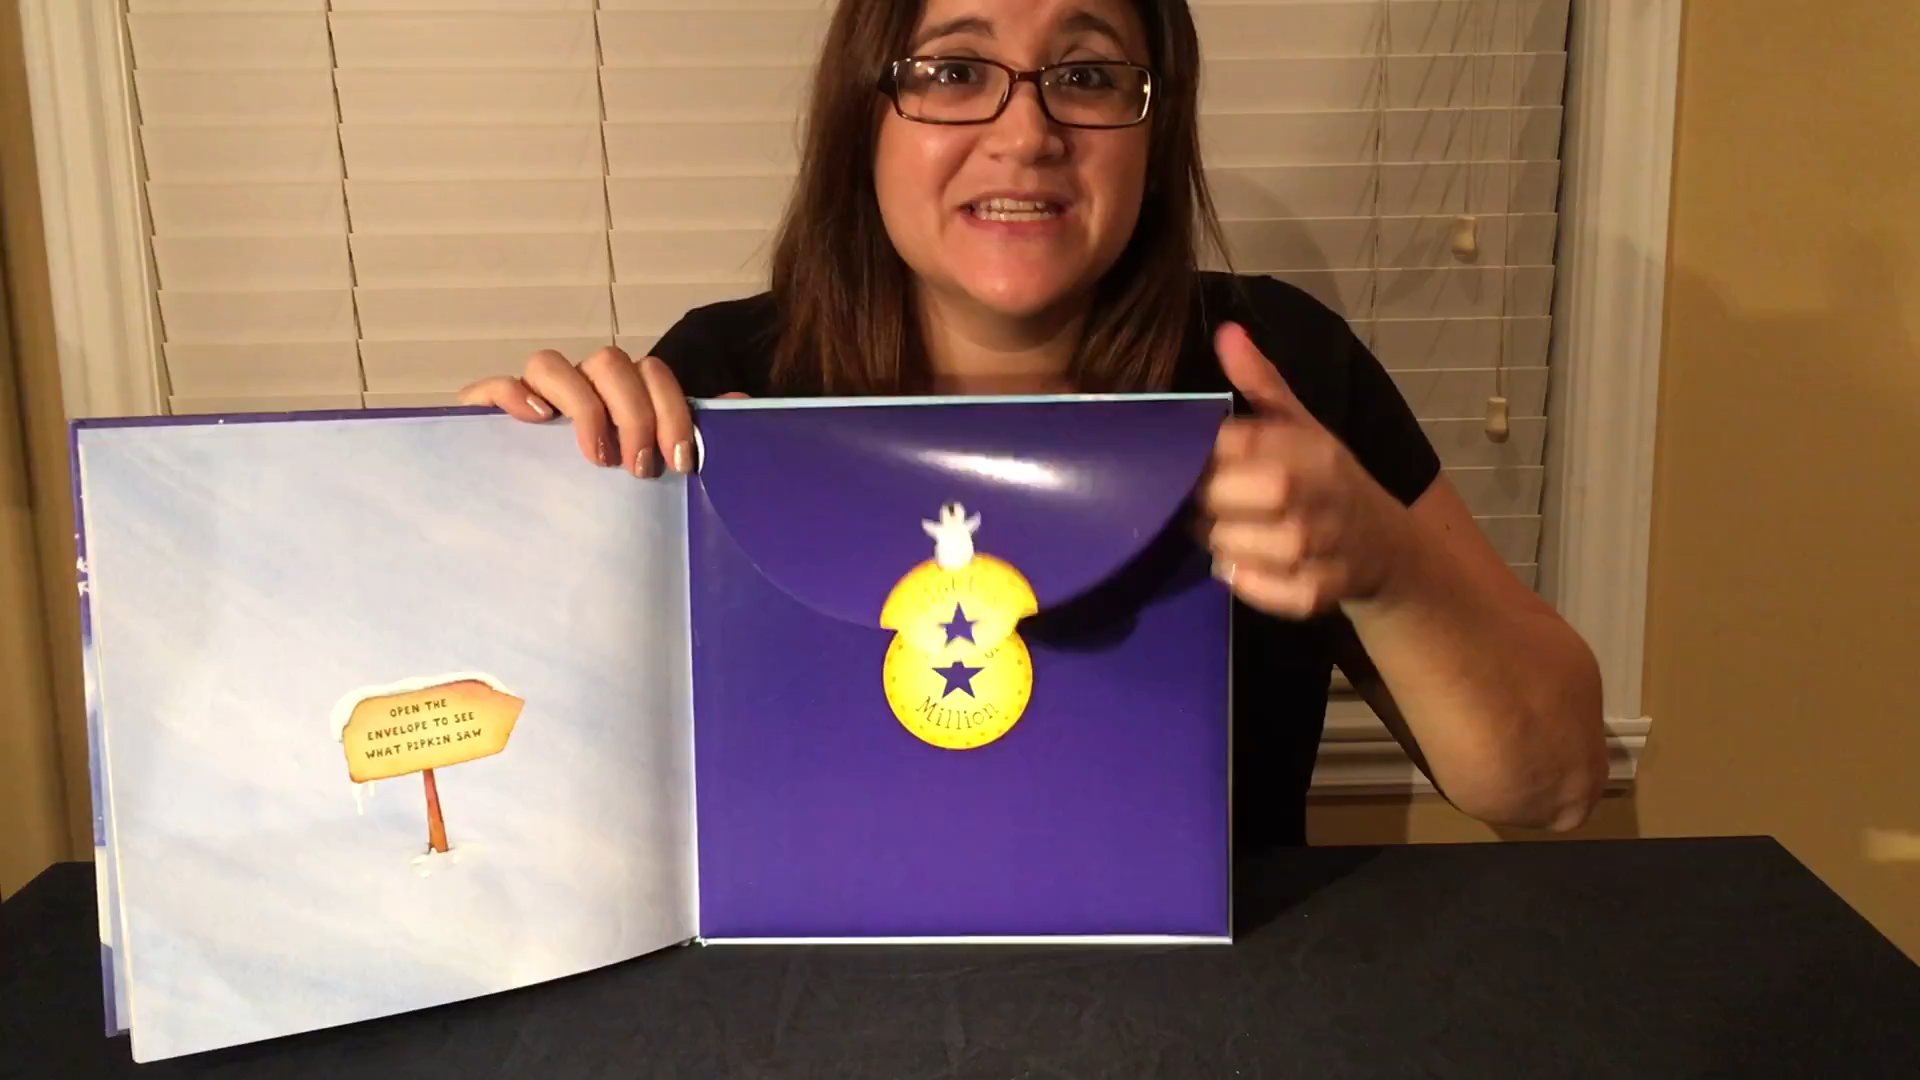 OPEN THE
ENVELOPE TO SEE
WHAT PIPKIN SAW
Million